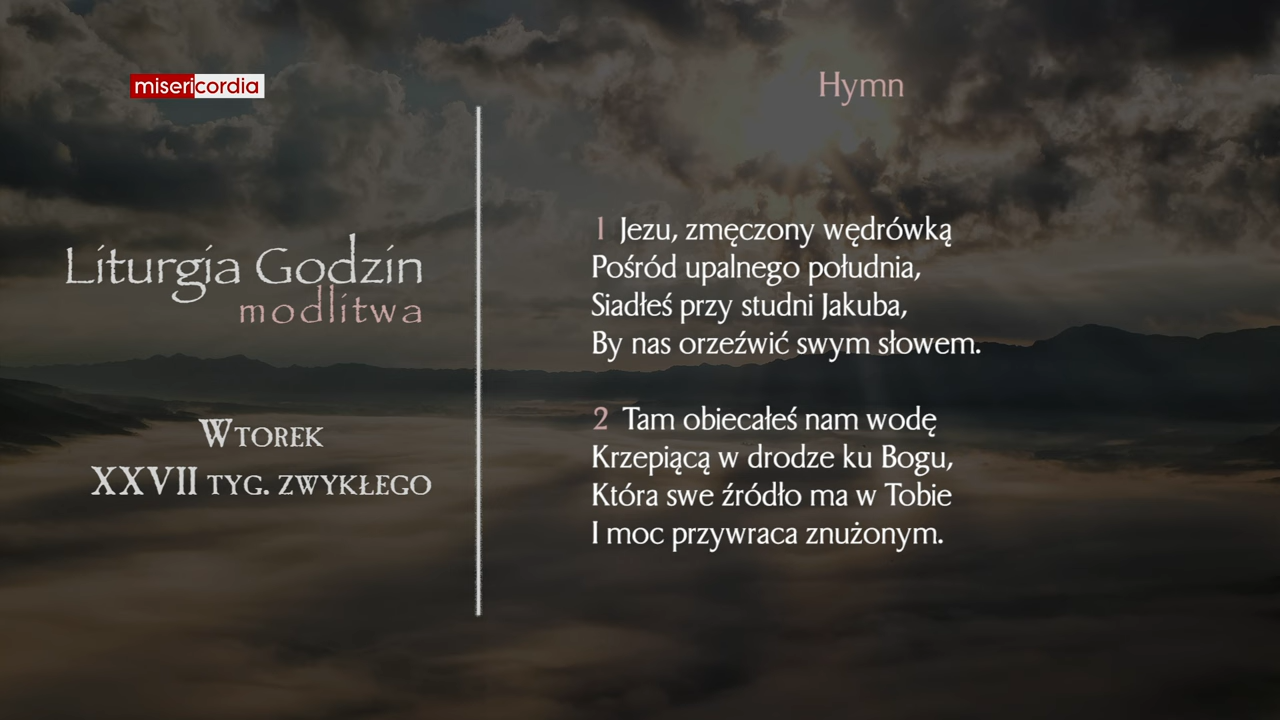 misericordia
Liturgia Godzin
modlitwa
Wtorek
XXVII tyg. zwykłego
Hymn
1 Jezu, zmęczony wędrówką
Pośród upalnego południa,
Siadłeś przy studni Jakuba,
By nas orzeźwić swym słowem.
2 Tam obiecałeś nam wodę
Krzepiącą w drodze ku Bogu,
Która swe źródło ma w Tobie
I moc przywraca znużonym.